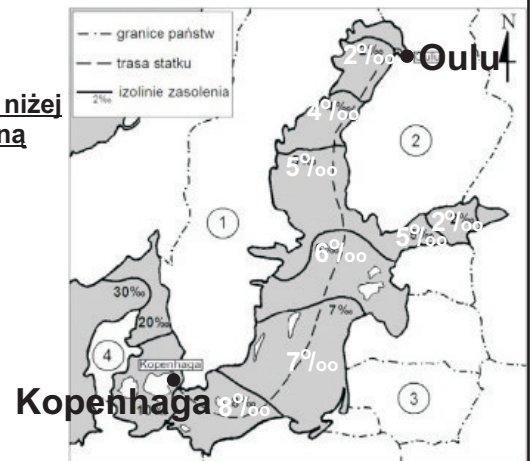 granice państw
trasa statku
2‰ izolinie zasolenia
niżej
ną
N
2‰
Oulu
4‰
2
5‰
1
2‰
5‰
6‰
30‰
7‰
20‰
4
Kopenhaga
7‰
Kopenhaga
8‰
3